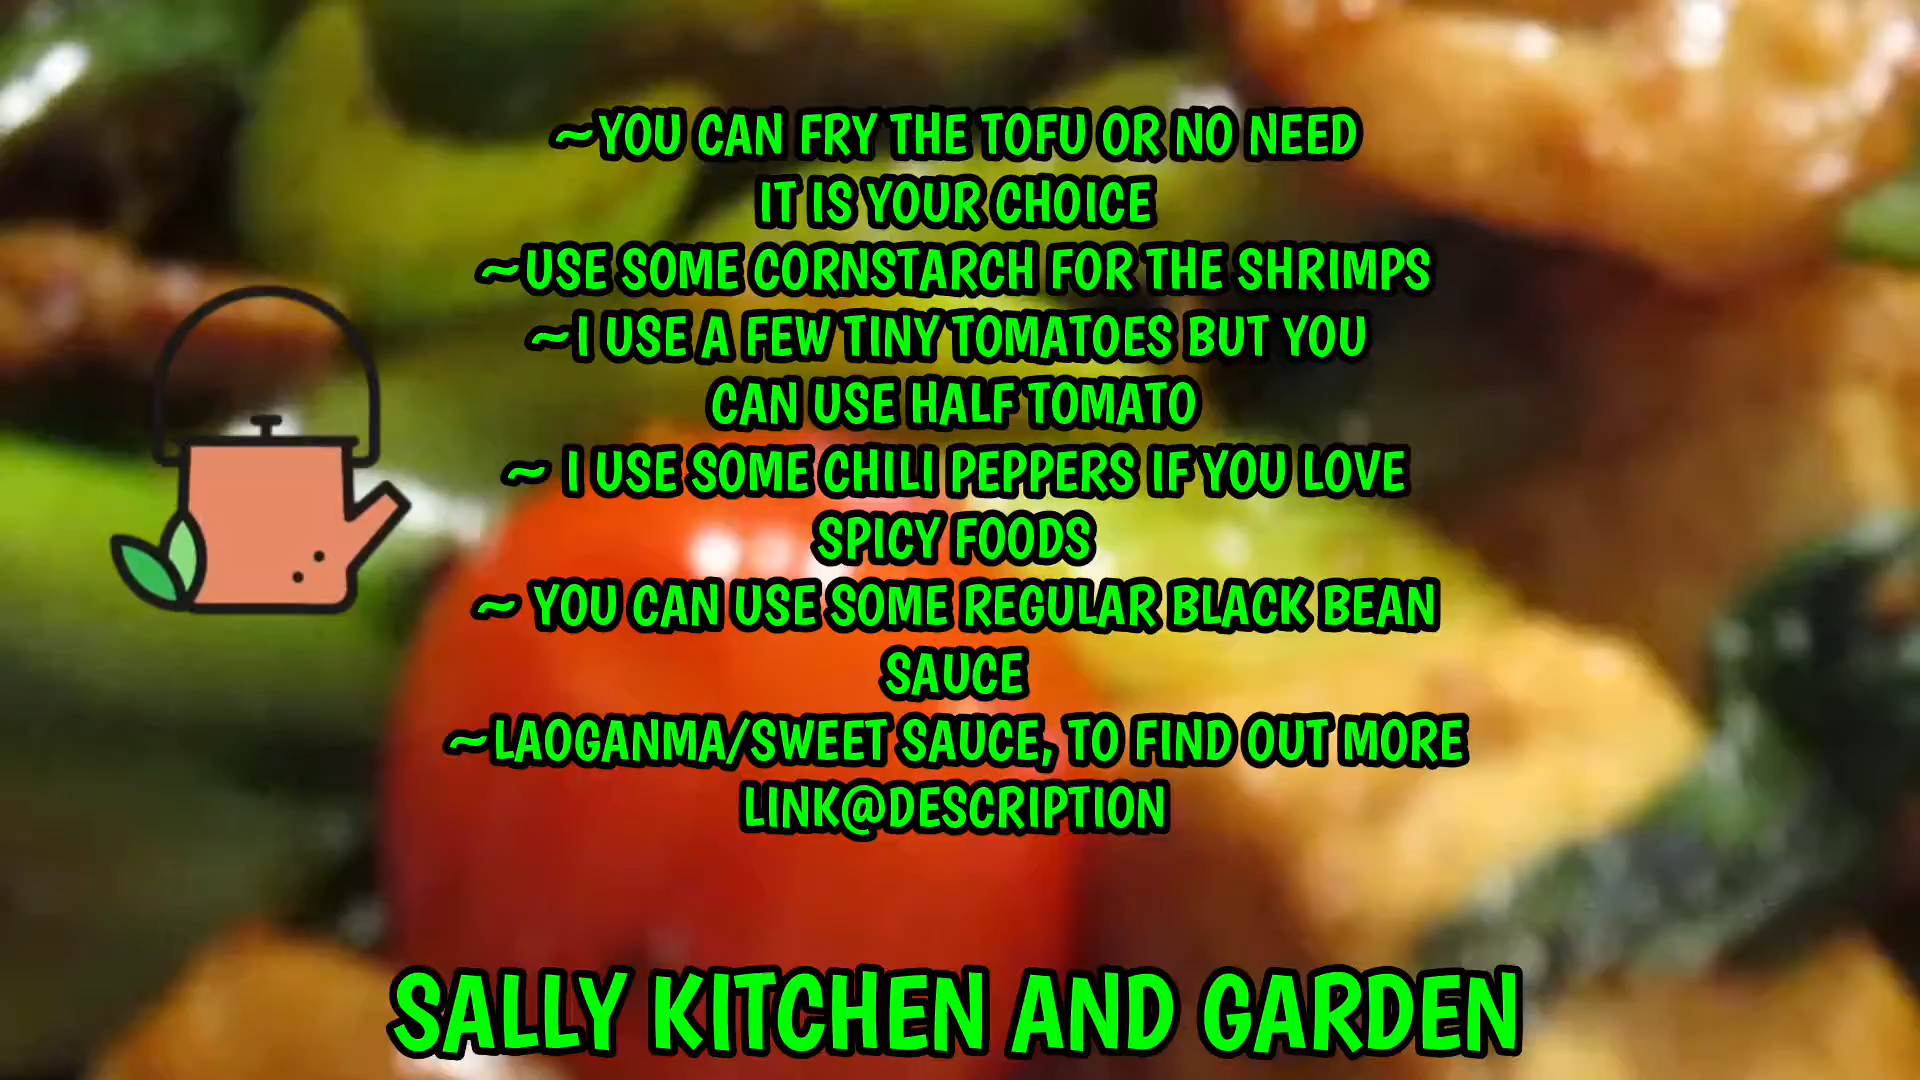 ~YOU CAN FRY THE TOFU OR NO NEED
IT IS YOUR CHOICE
~USE SOME CORNSTARCH FOR THE SHRIMPS
~I USE A FEW TINY TOMATOES BUT YOU
CAN USE HALF TOMATO
~ I USE SOME CHILI PEPPERS IF YOU LOVE
SPICY FOODS
~ YOU CAN USE SOME REGULAR BLACK BEAN
SAUCE
~LAOGANMA/SWEET SAUCE, TO FIND OUT MORE
LINK@DESCRIPTION
SALLY KITCHEN AND GARDEN